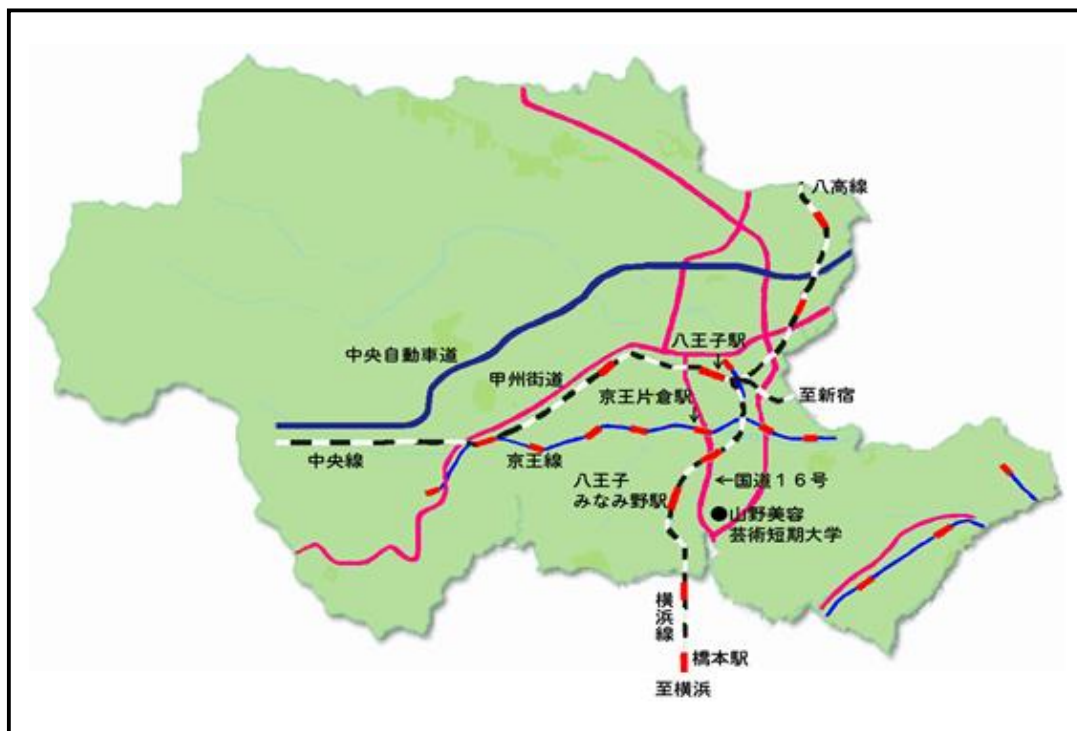 八高線
八王子駅
中央自動車道
甲州街道
京王片倉駅
至新宿
中央線
京王線
八王子
みなみ野駅
←国道１６号
山野美容
芸術短期大学
横浜線
橋本駅
至横浜